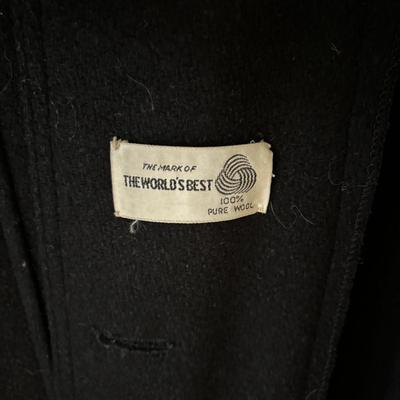 THE MARK OF
THE WORLD'S BEST
100%
PURE WOOL